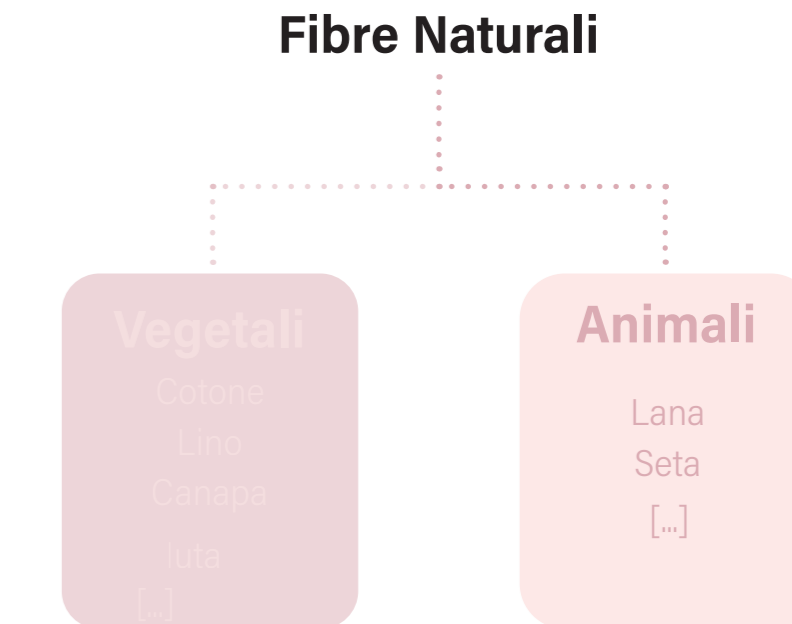 Fibre Naturali
Vegetali
Cotone
Lino
Canapa
Iuta
[...]
Animali
Lana
Seta
[...]